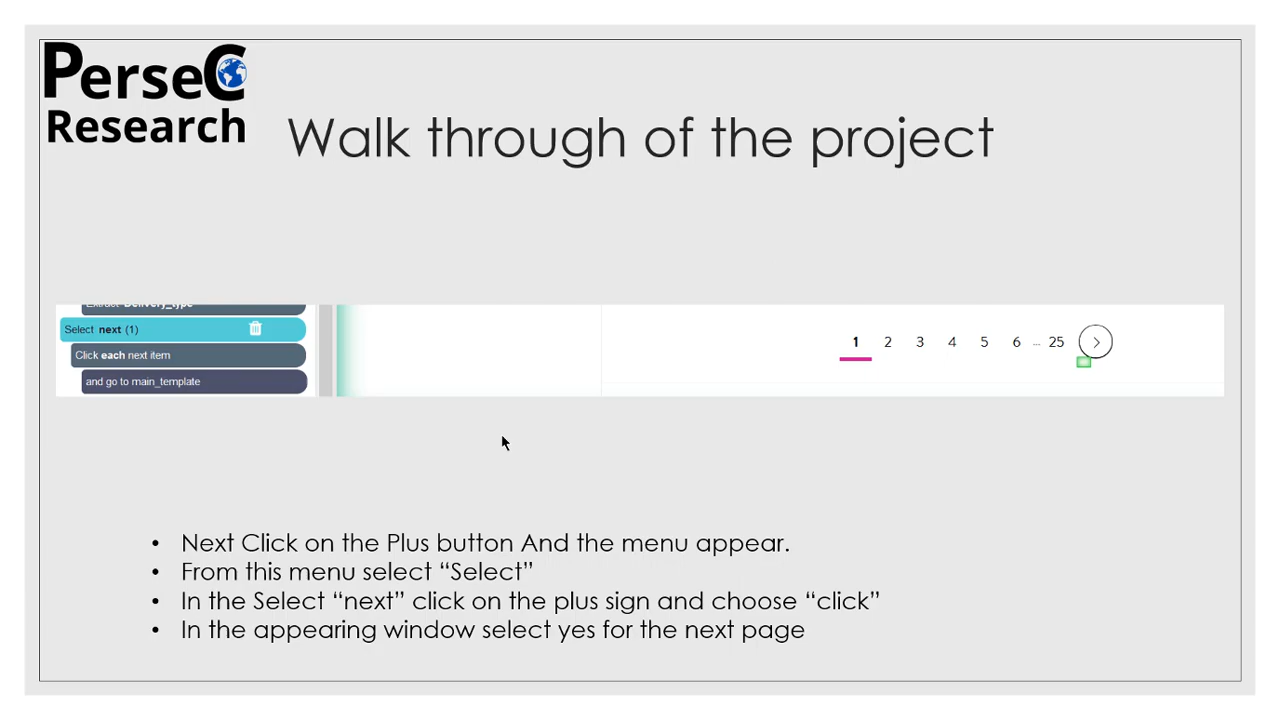 PerseC
Research
Walk through of the project
Extract Delivery_type
Select next (1)
Click each next item
and go to main_template
1 2 3 4 5 6 ... 25
• Next Click on the Plus button And the menu appear.
• From this menu select “Select”
• In the Select “next” click on the plus sign and choose “click”
• In the appearing window select yes for the next page